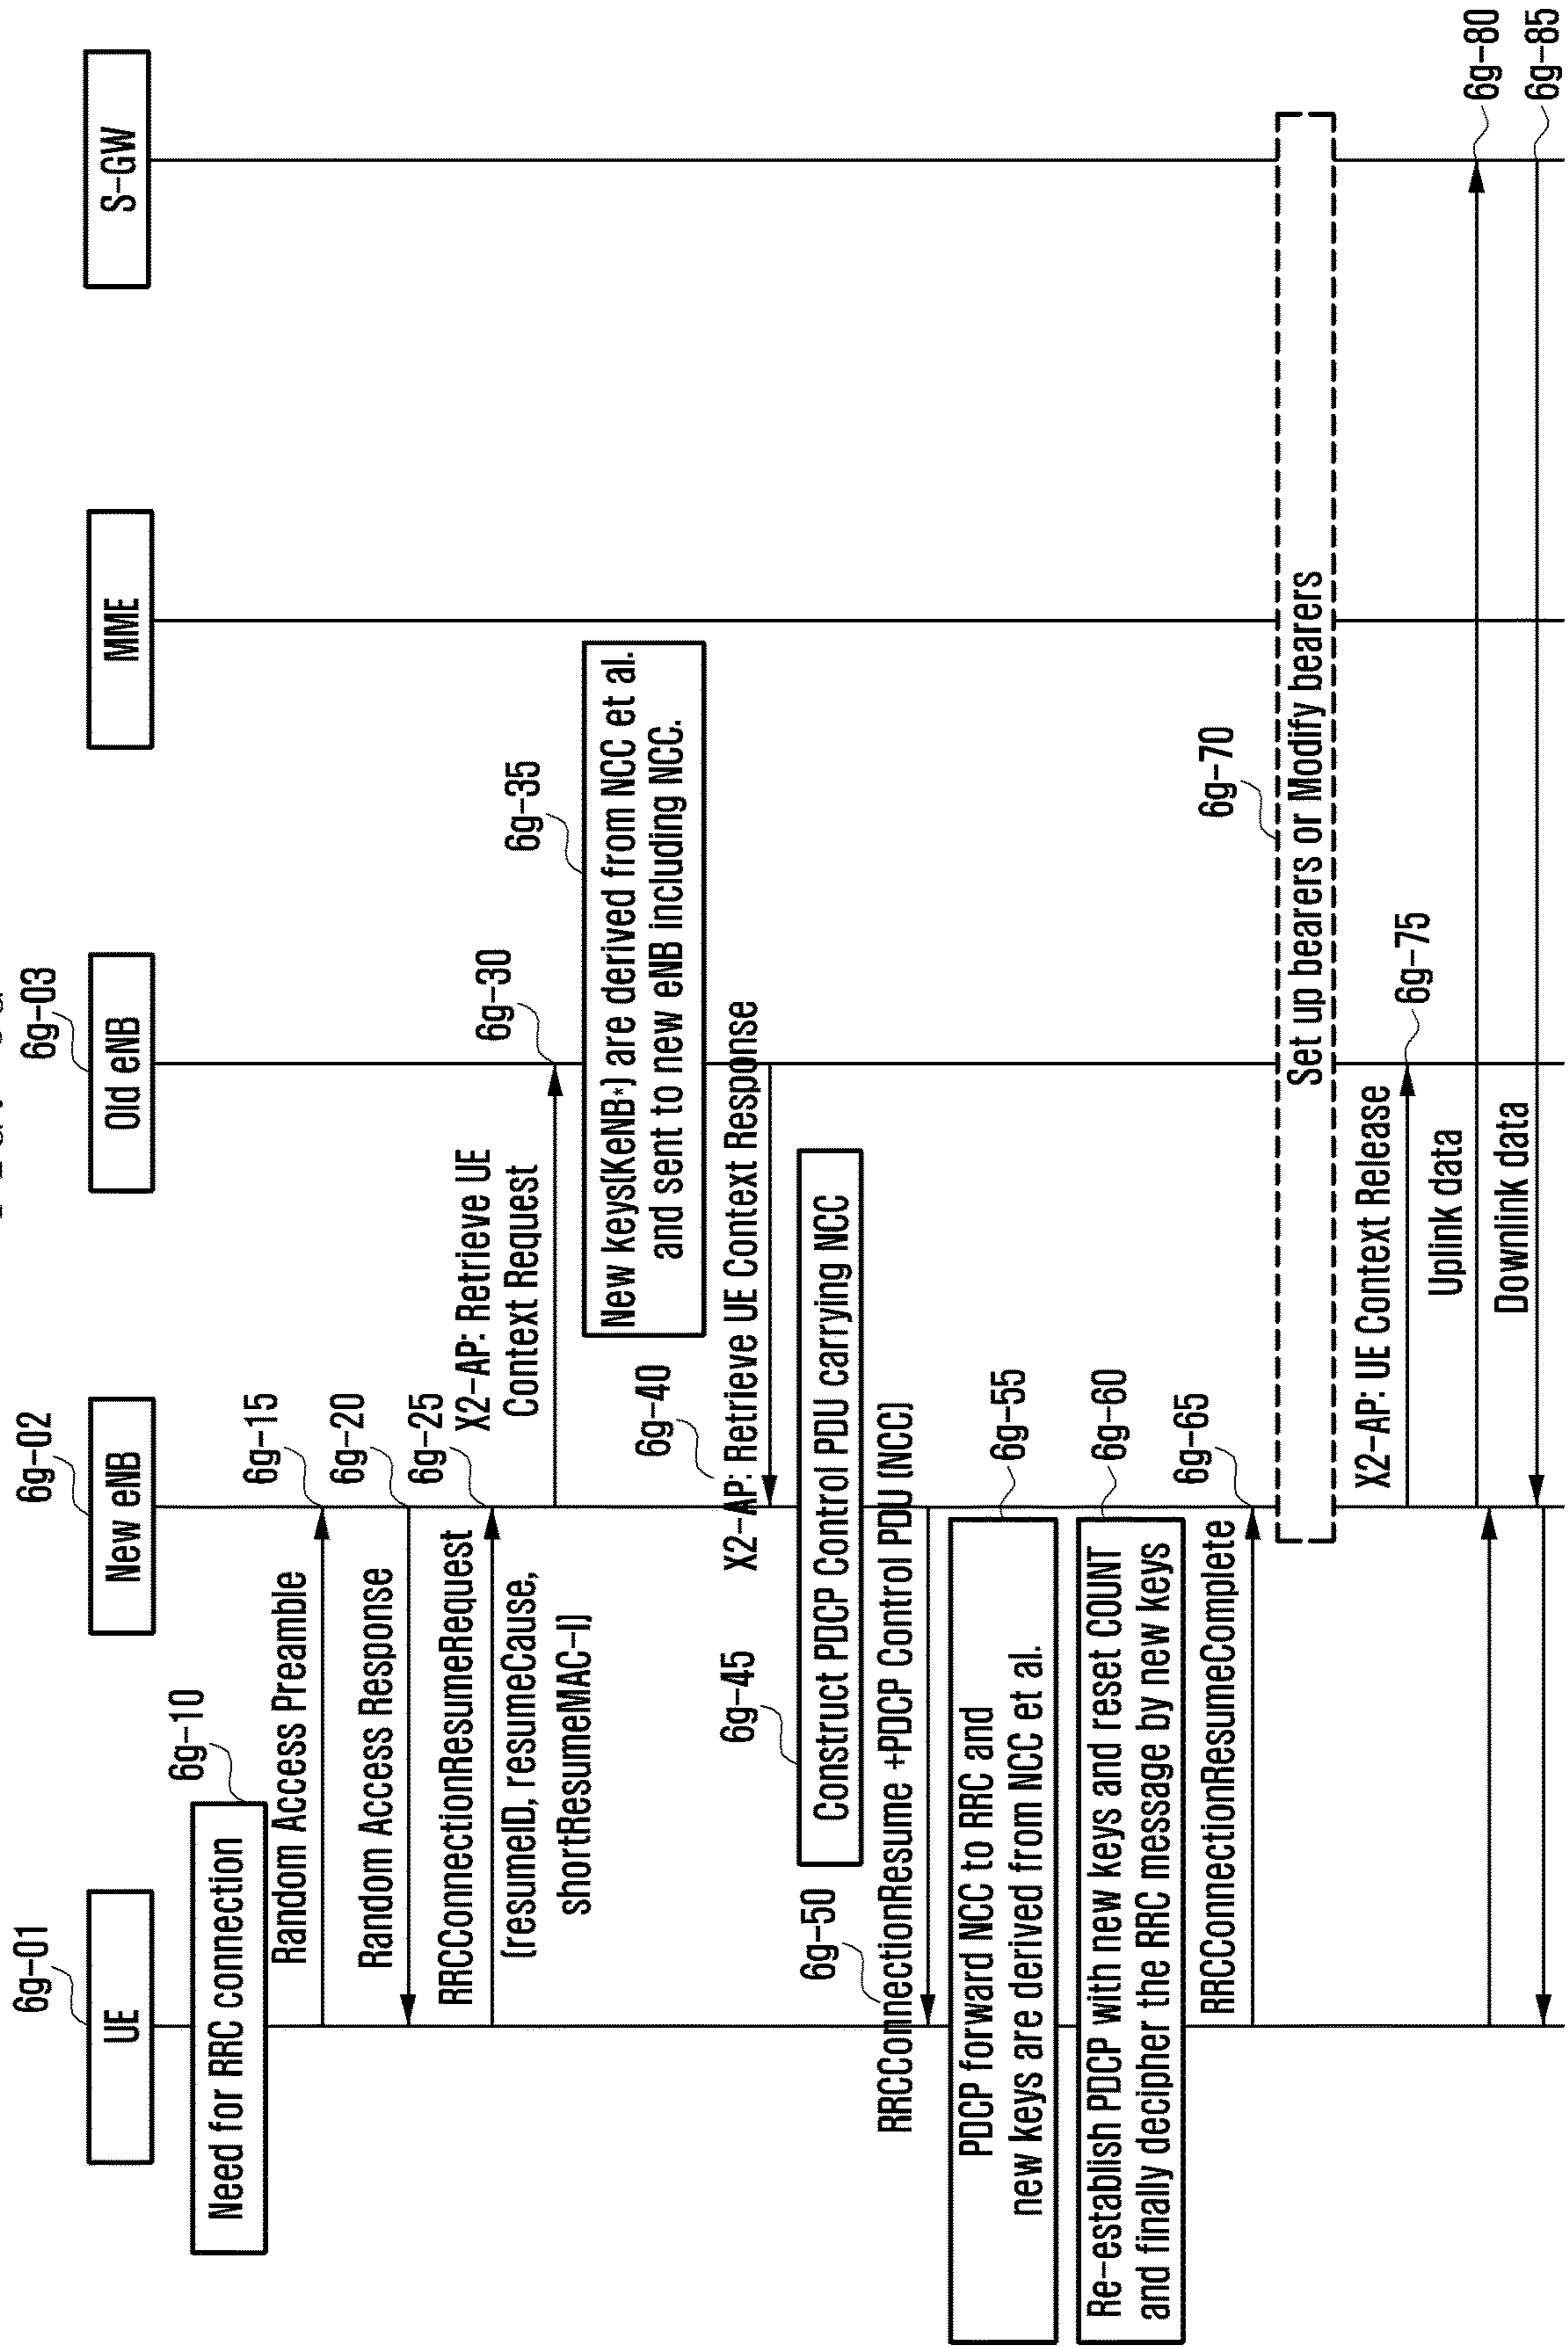 6g-01
6g-02
6g-03
UE
New eNB
Old eNB
MME
S-GW
6g-10
Need for RRC connection
6g-15
Random Access Preamble
6g-20
Random Access Response
6g-25
RRCConnectionResumeRequest
(resumeID, resumeCause,
shortResumeMAC-I)
X2-AP: Retrieve UE
Context Request
6g-30
6g-35
New keys(KeNB*) are derived from NCC et al.
and sent to new eNB including NCC.
6g-40
X2-AP: Retrieve UE Context Response
6g-45
Construct PDCP Control PDU carrying NCC
6g-50
RRCConnectionResume +PDCP Control PDU (NCC)
6g-55
PDCP forward NCC to RRC and
new keys are derived from NCC et al.
6g-60
Re-establish PDCP with new keys and reset COUNT
and finally decipher the RRC message by new keys
6g-65
RRCConnectionResumeComplete
6g-70
Set up bearers or Modify bearers
X2-AP: UE Context Release
6g-75
Uplink data
6g-80
Downlink data
6g-85